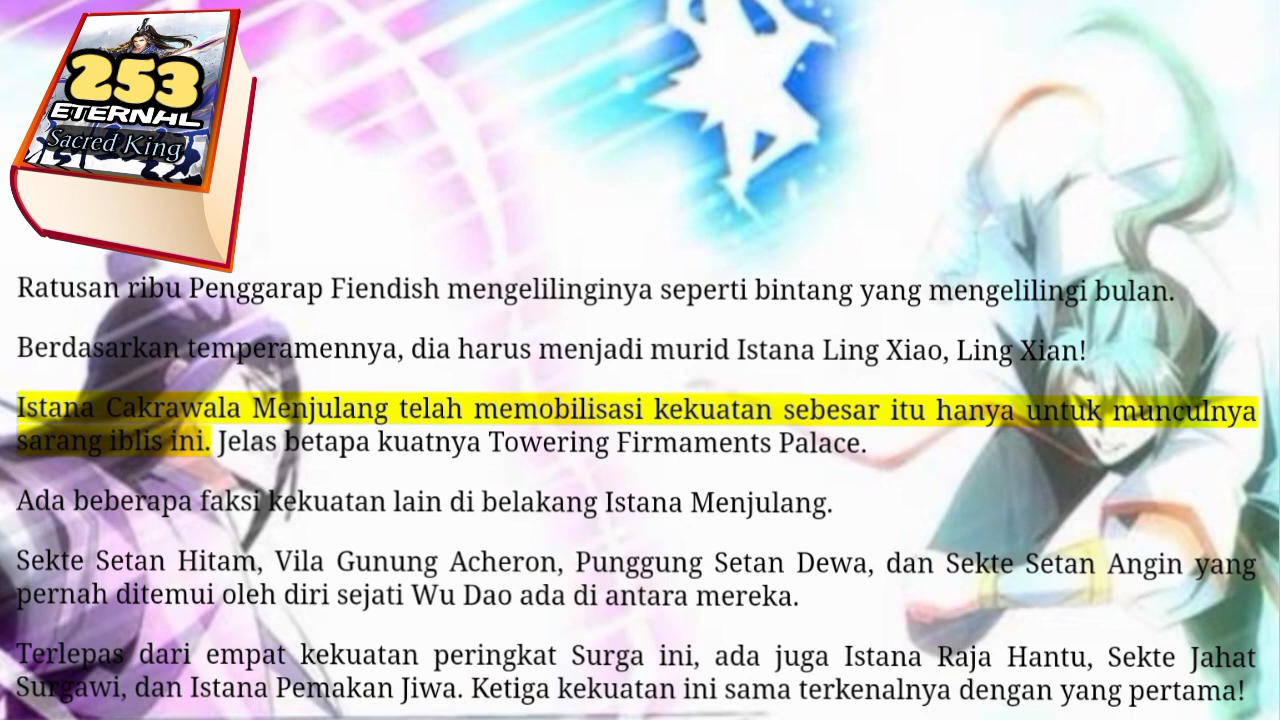 253
ETERNAL
Sacred King
Ratusan ribu Penggarap Fiendish mengelilinginya seperti bintang yang mengelilingi bulan.
Berdasarkan temperamennya, dia harus menjadi murid Istana Ling Xiao, Ling Xian!
Istana Cakrawala Menjulang telah memobilisasi kekuatan sebesar itu hanya untuk munculnya
sarang iblis ini. Jelas betapa kuatnya Towering Firmaments Palace.
Ada beberapa faksi kekuatan lain di belakang Istana Menjulang.
Sekte Setan Hitam, Vila Gunung Acheron, Punggung Setan Dewa, dan Sekte Setan Angin yang
pernah ditemui oleh diri sejati Wu Dao ada di antara mereka.
Terlepas dari empat kekuatan peringkat Surga ini, ada juga Istana Raja Hantu, Sekte Jahat
Surgawi, dan Istana Pemakan Jiwa. Ketiga kekuatan ini sama terkenalnya dengan yang pertama!